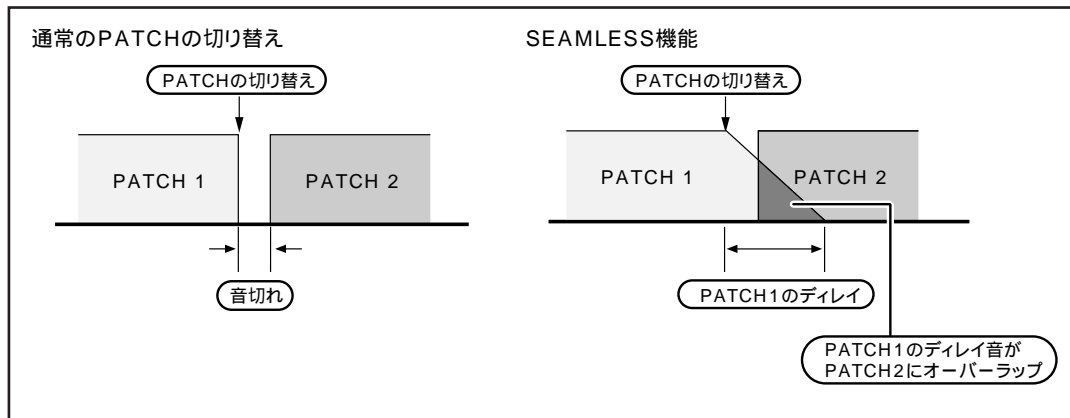 通常のPATCHの切り替え
PATCHの切り替え
PATCH 1
PATCH 2
音切れ
SEAMLESS機能
PATCHの切り替え
PATCH 1
PATCH 2
PATCH1のディレイ
PATCH1のディレイ音が
PATCH2にオーバーラップ